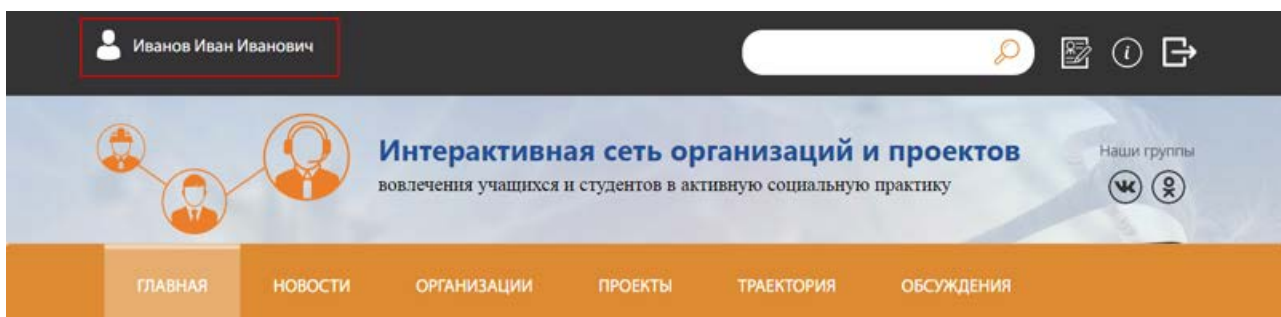 Иванов Иван Иванович
Интерактивная сеть организаций и проектов
вовлечения учащихся и студентов в активную социальную практику
Наши группы
ГЛАВНАЯ НОВОСТИ ОРГАНИЗАЦИИ ПРОЕКТЫ ТРАЕКТОРИЯ ОБСУЖДЕНИЯ